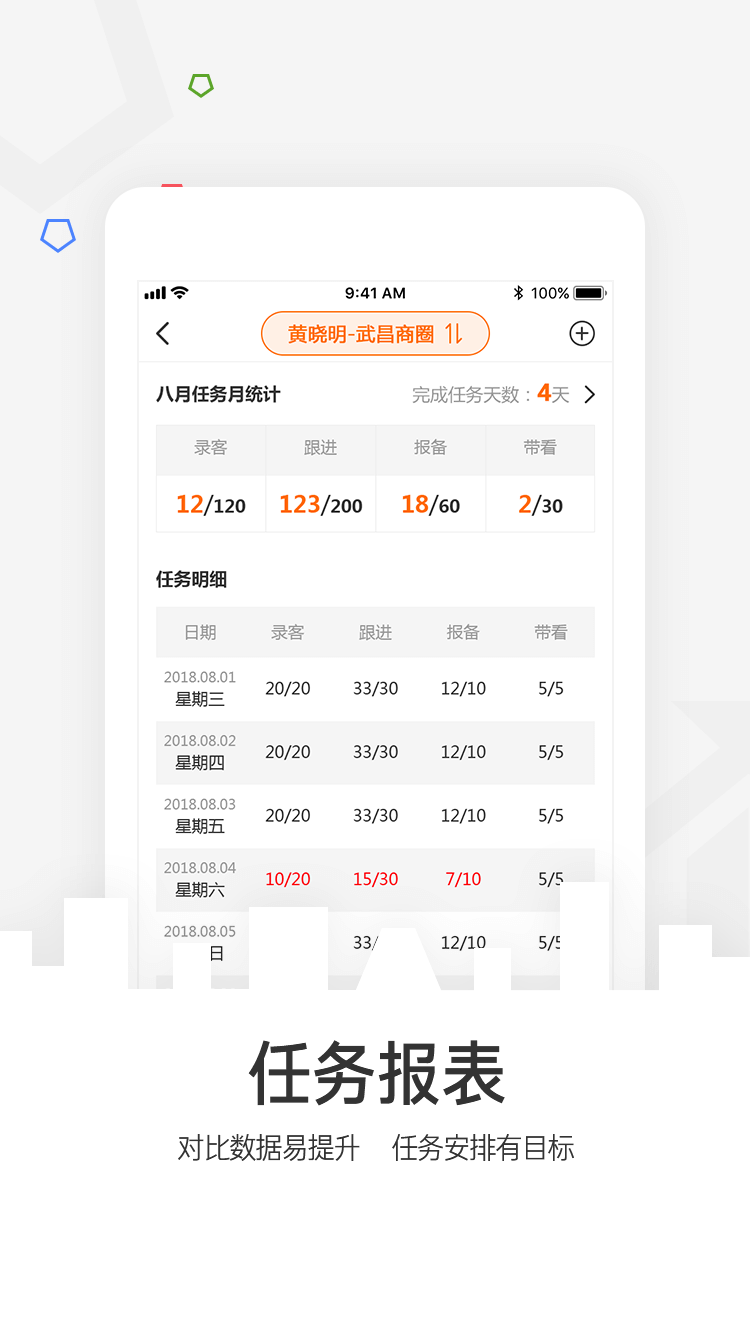 9:41 AM 100%
黄晓明-武昌商圈
八月任务月统计 完成任务天数：4天
录客 跟进 报备 带看
12/120 123/200 18/60 2/30
任务明细
日期 录客 跟进 报备 带看
2018.08.01
星期三 20/20 33/30 12/10 5/5
2018.08.02
星期四 20/20 33/30 12/10 5/5
2018.08.03
星期五 20/20 33/30 12/10 5/5
2018.08.04
星期六 10/20 15/30 7/10 5/5
2018.08.05
日 33/ 12/10 5/5
任务报表
对比数据易提升 任务安排有目标